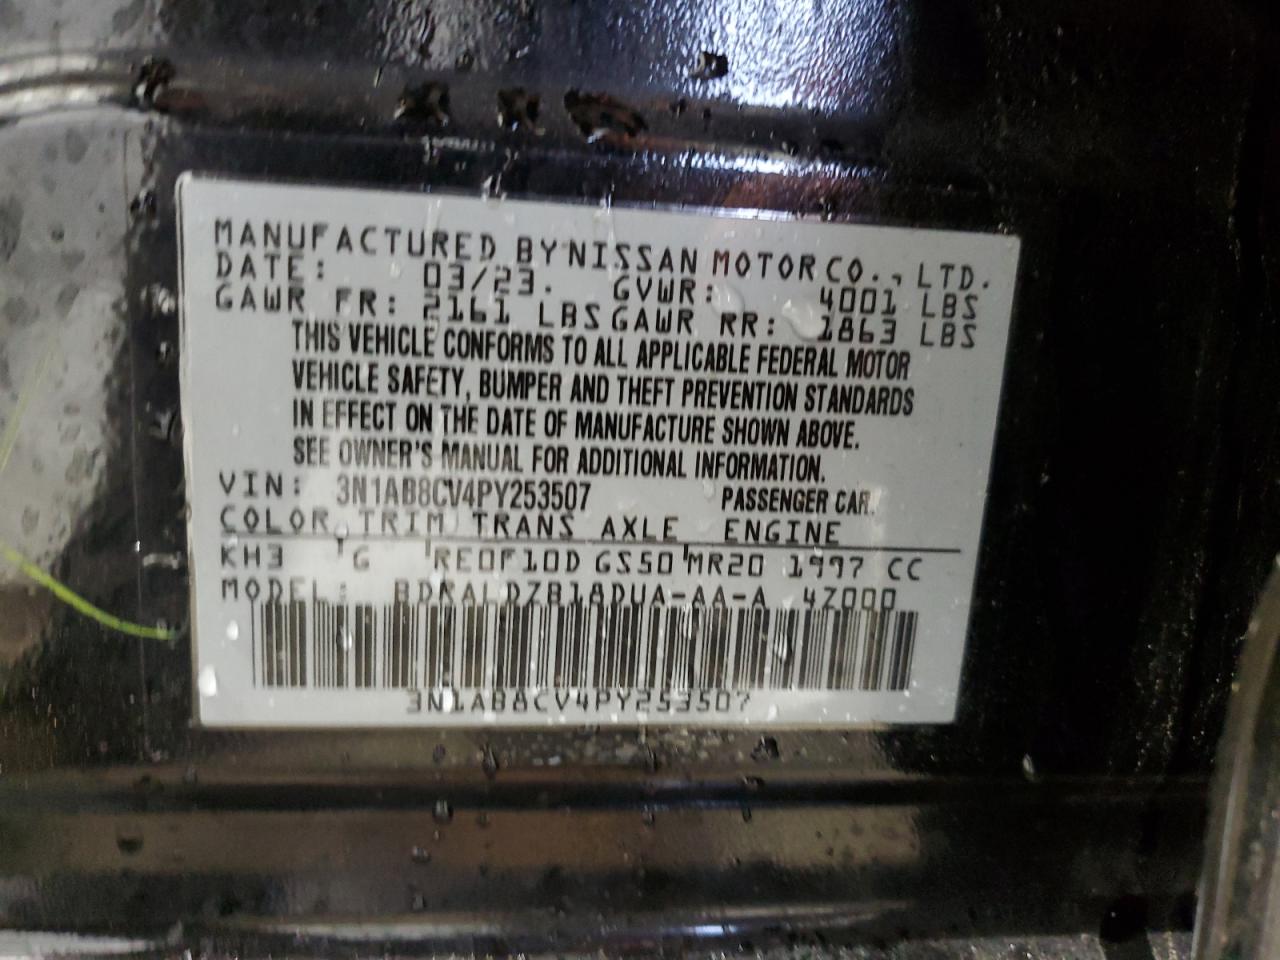 MANUFACTURED BY NISSAN MOTOR CO., LTD.
DATE: 03/23. GVWR: 4001 LBS
GAWR FR: 2161 LBS GAWR RR: 1863 LBS
THIS VEHICLE CONFORMS TO ALL APPLICABLE FEDERAL MOTOR
VEHICLE SAFETY, BUMPER AND THEFT PREVENTION STANDARDS
IN EFFECT ON THE DATE OF MANUFACTURE SHOWN ABOVE.
SEE OWNER'S MANUAL FOR ADDITIONAL INFORMATION.
VIN: 3N1AB8CV4PY253507 PASSENGER CAR.
COLOR TRIM TRANS AXLE ENGINE
KH3 G RE0F10D GS50 MR20 1997 CC
MODEL: BDRALDZB18DUA-AA-A 4Z000
3N1AB8CV4PY253507